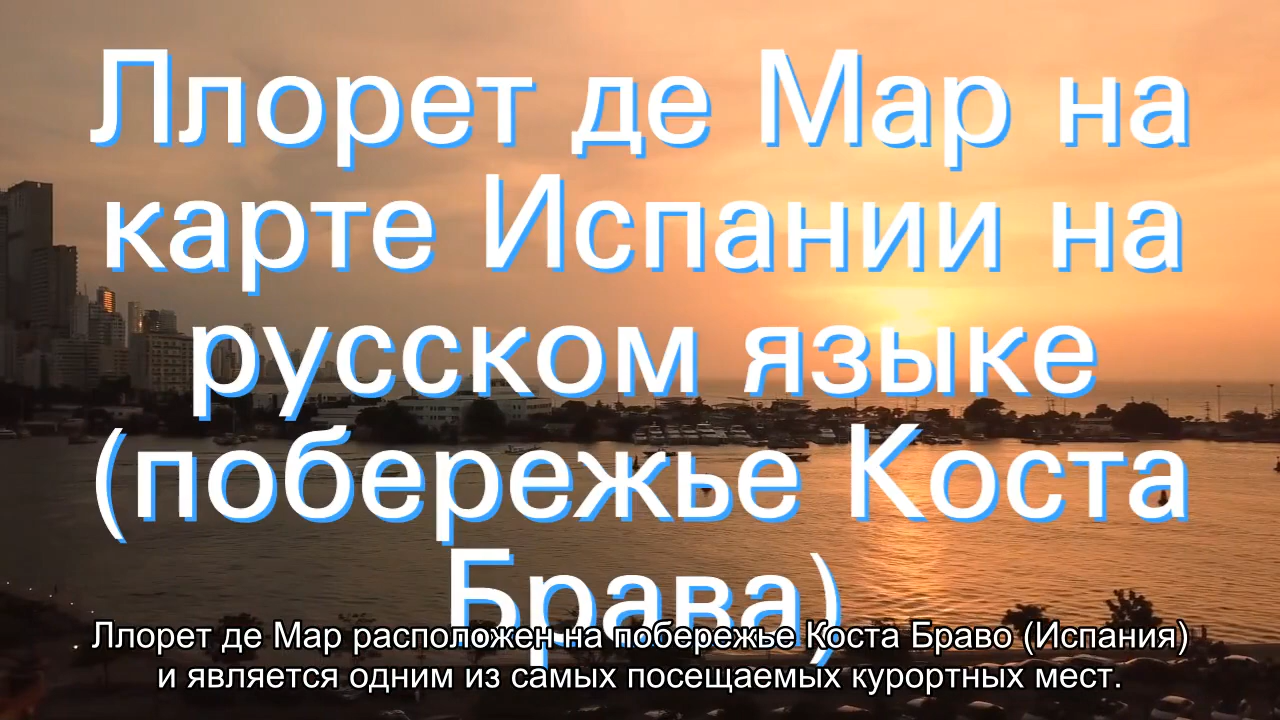 Ллорет де Мар на
карте Испании на
русском языке
(побережье Коста
Брава)
Ллорет де Мар расположен на побережье Коста Браво (Испания)
и является одним из самых посещаемых курортных мест.